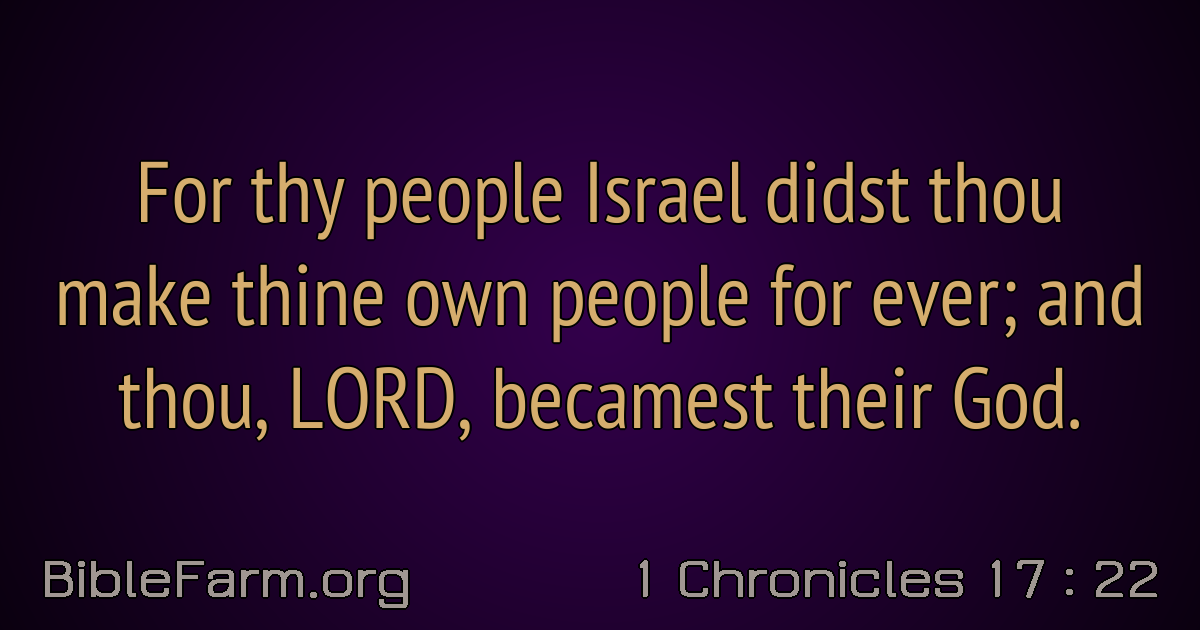 For thy people Israel didst thou
make thine own people for ever; and
thou, LORD, becamest their God.
BibleFarm.org
1 Chronicles 17 : 22